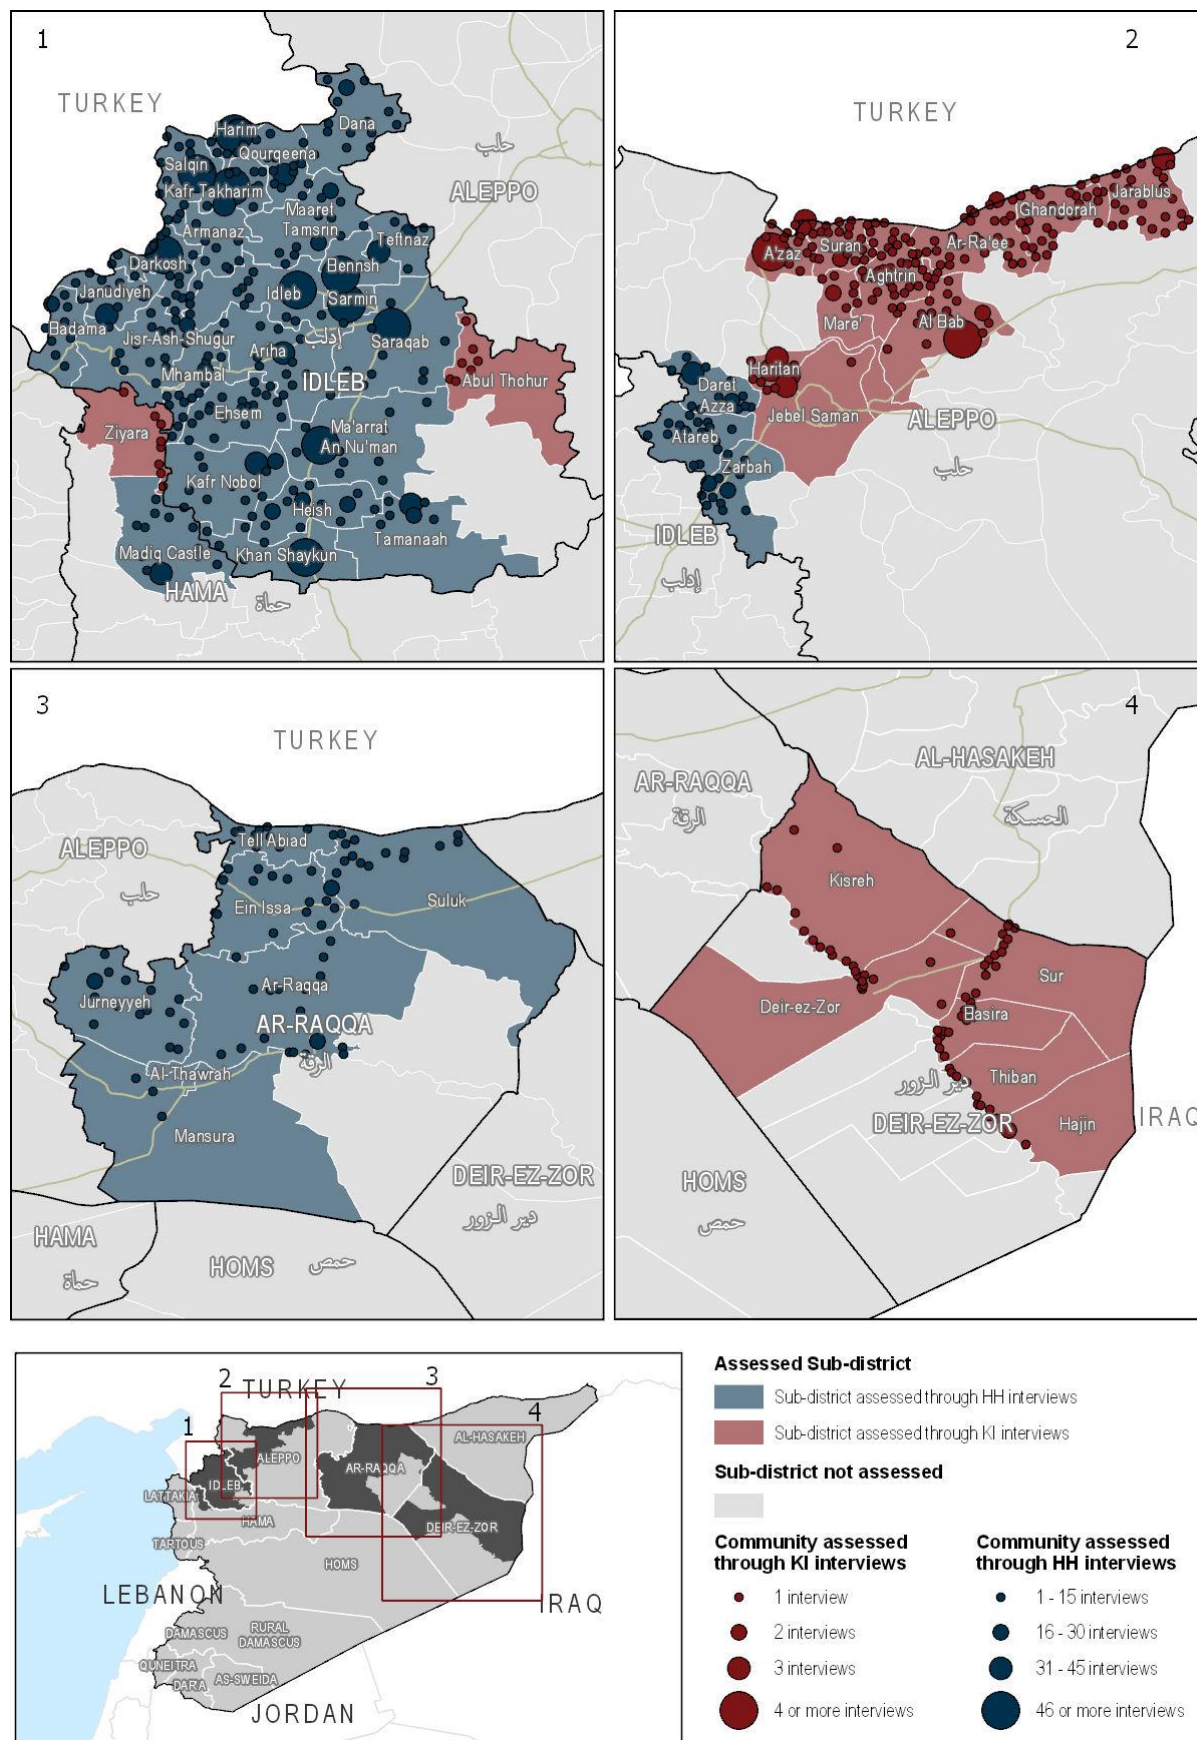 1
TURKEY
Harim
Dana
Qourqeena
Salqin
Kafr Takharim
حلب
ALEPPO
Maaret
Tamsrin
Armanaz
Teftnaz
Darkosh
Bennsh
Janudiyeh
Idleb
Sarmin
Badama
Jisr-Ash-Shugur
إدلب
Ariha
Saraqab
Mhambal
IDLEB
Abul Thohur
Ehsem
Ziyara
Ma'arrat
An Nu'man
Kafr Nobol
Heish
Tamanaah
Madiq Castle
Khan Shaykun
HAMA
حماة
2
TURKEY
Jarablus
Ghandorah
A'zaz
Suran
Ar-Ra'ee
Aghtrin
Mare'
Al Bab
Haritan
Daret
Azza
Jebel Saman
ALEPPO
Atareb
حلب
Zarbah
IDLEB
إدلب
3
TURKEY
ALEPPO
حلب
Tell Abiad
Ein Issa
Suluk
Jurneyyeh
Ar-Raqqa
AR-RAQQA
الرقة
Al-Thawrah
Mansura
DEIR-EZ-ZOR
دير الزور
HAMA
حماة
HOMS
حمص
4
AL-HASAKEH
الحسكة
AR-RAQQA
الرقة
Kisreh
Sur
Deir-ez-Zor
Basira
Thiban
دير الزور
DEIR-EZ-ZOR
Hajin
IRAQ
HOMS
حمص
2
TURKEY
3
1
4
AL-HASAKEH
ALEPPO
AR-RAQQA
IDLEB
LATTAKIA
HAMA
DEIR-EZ-ZOR
TARTOUS
HOMS
LEBANON
IRAQ
DAMASCUS
RURAL
DAMASCUS
QUNEITRA
DARA
AS-SWEIDA
JORDAN
Assessed Sub-district
Sub-district assessed through HH interviews
Sub-district assessed through KI interviews
Sub-district not assessed
Community assessed
through KI interviews
1 interview
2 interviews
3 interviews
4 or more interviews
Community assessed
through HH interviews
1 - 15 interviews
16 - 30 interviews
31 - 45 interviews
46 or more interviews